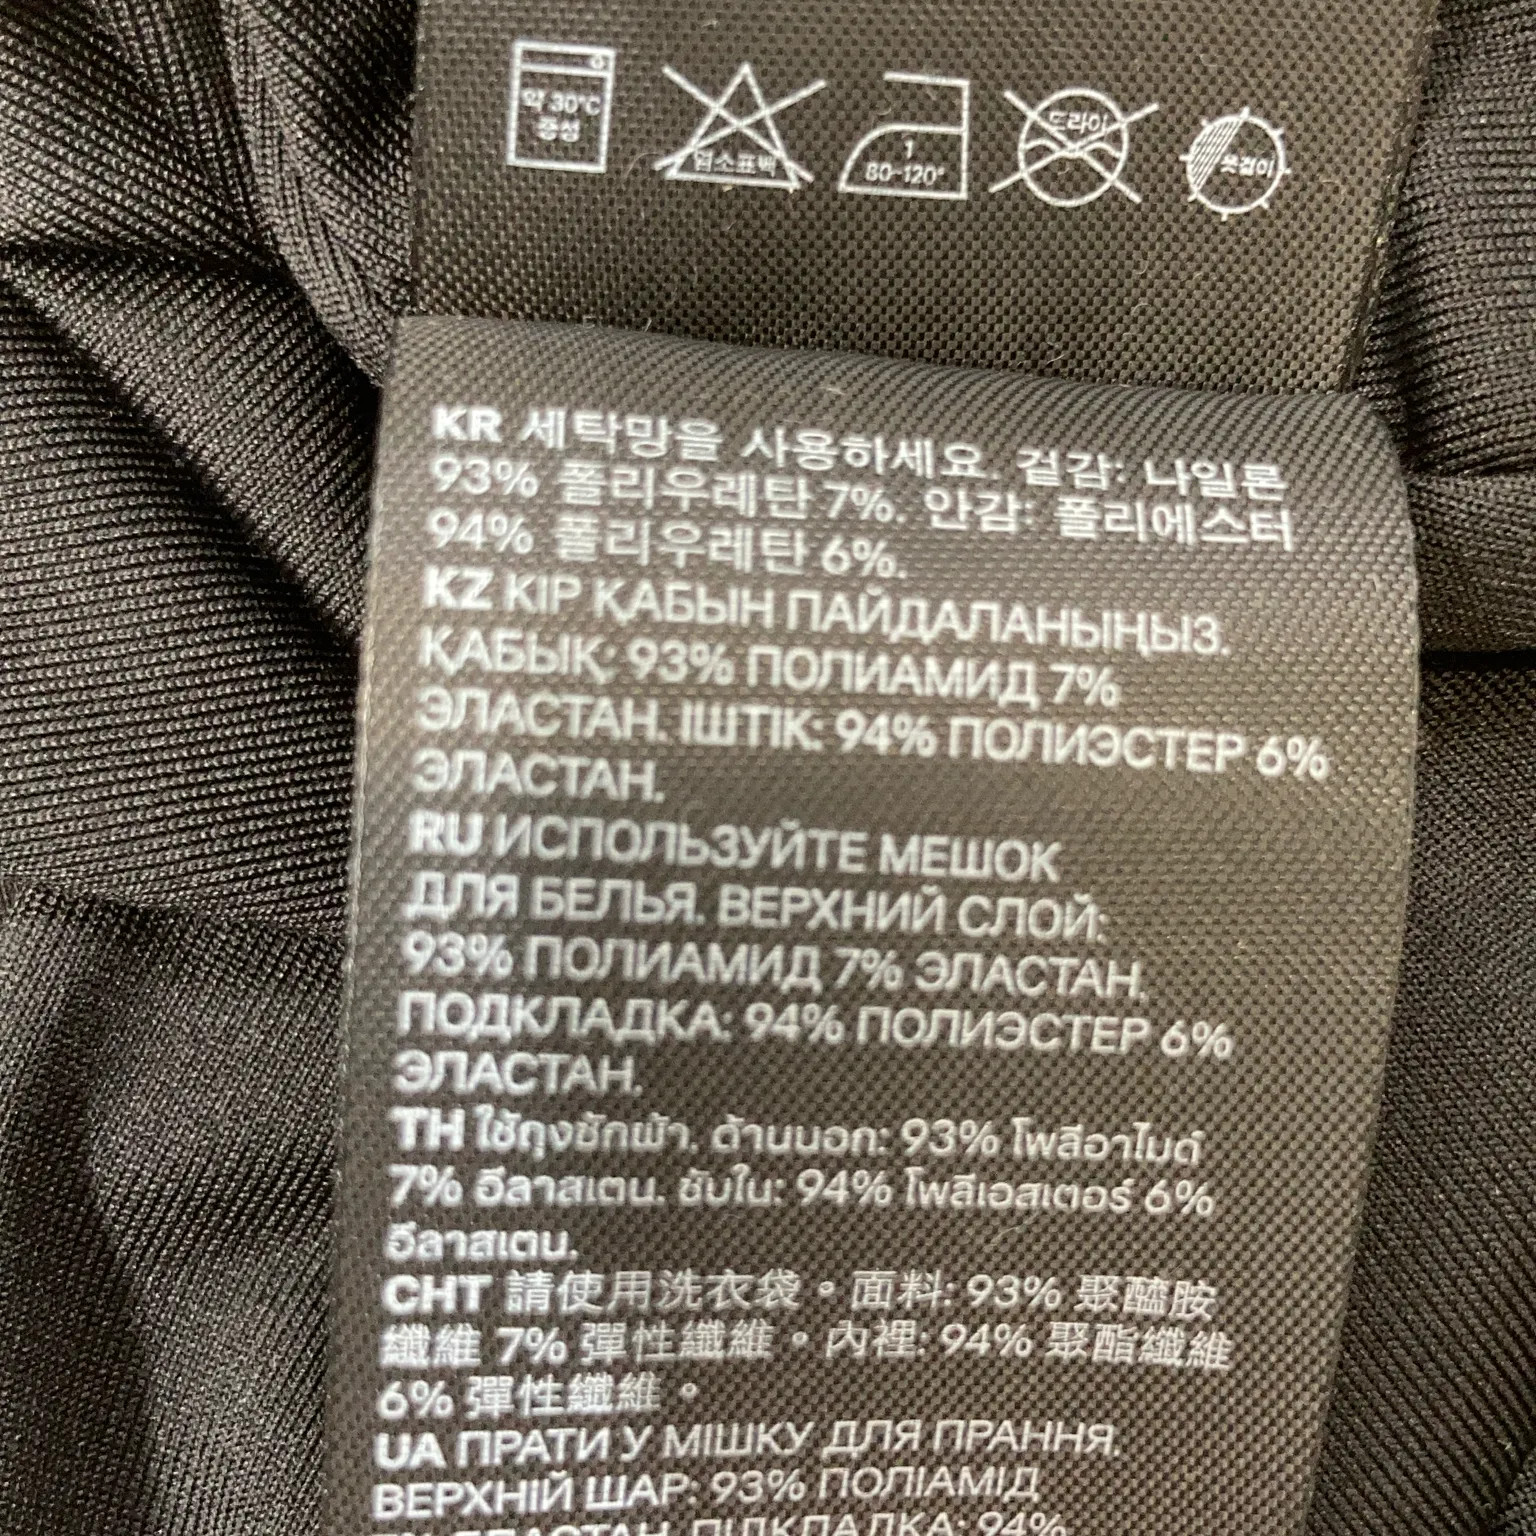 약 30℃
중성
염소표백
1
80-120°
드라이
옷걸이
KR 세탁망을 사용하세요. 겉감: 나일론
93% 폴리우레탄 7%. 안감: 폴리에스터
94% 폴리우레탄 6%.
KZ КІР ҚАБЫН ПАЙДАЛАНЫҢЫЗ.
ҚАБЫҚ: 93% ПОЛИАМИД 7%
ЭЛАСТАН. ІШТІК: 94% ПОЛИЭСТЕР 6%
ЭЛАСТАН.
RU ИСПОЛЬЗУЙТЕ МЕШОК
ДЛЯ БЕЛЬЯ. ВЕРХНИЙ СЛОЙ:
93% ПОЛИАМИД 7% ЭЛАСТАН.
ПОДКЛАДКА: 94% ПОЛИЭСТЕР 6%
ЭЛАСТАН.
TH ใช้ถุงซักผ้า. ด้านนอก: 93% โพลีอาไมด์
7% อีลาสเตน. ซับใน: 94% โพลีเอสเตอร์ 6%
อีลาสเตน.
CHT 請使用洗衣袋。面料: 93% 聚醯胺
纖維 7% 彈性纖維。內裡: 94% 聚酯纖維
6% 彈性纖維。
UA ПРАТИ У МІШКУ ДЛЯ ПРАННЯ.
ВЕРХНІЙ ШАР: 93% ПОЛІАМІД
7% ЕЛАСТАН. ПІДКЛАДКА: 94%